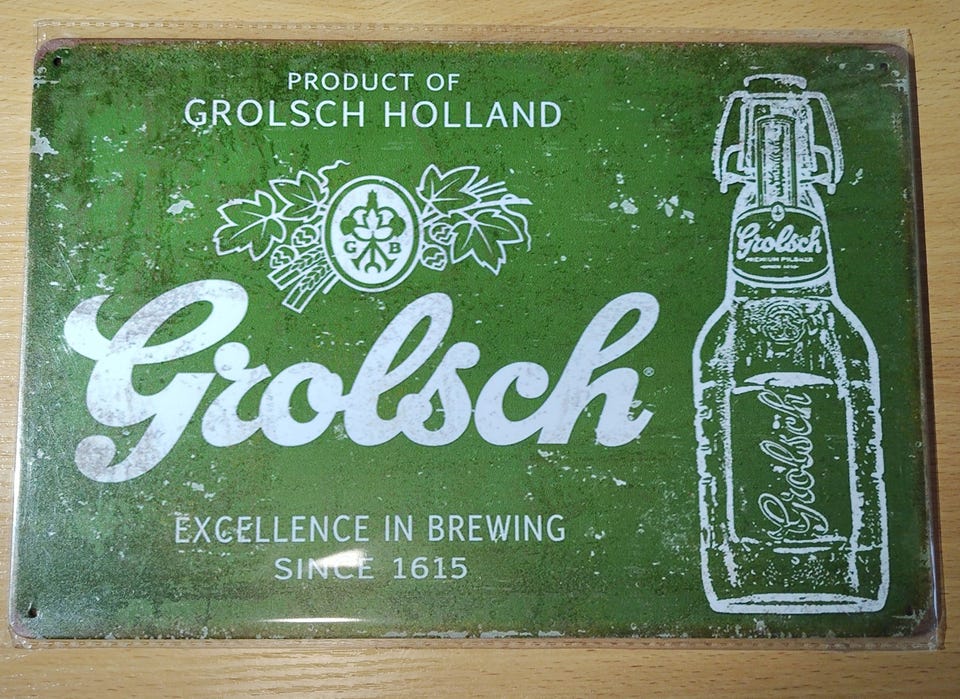 PRODUCT OF
GROLSCH HOLLAND
G B
Grolsch®
EXCELLENCE IN BREWING
SINCE 1615
Grolsch
PREMIUM PILSNER
Grolsch